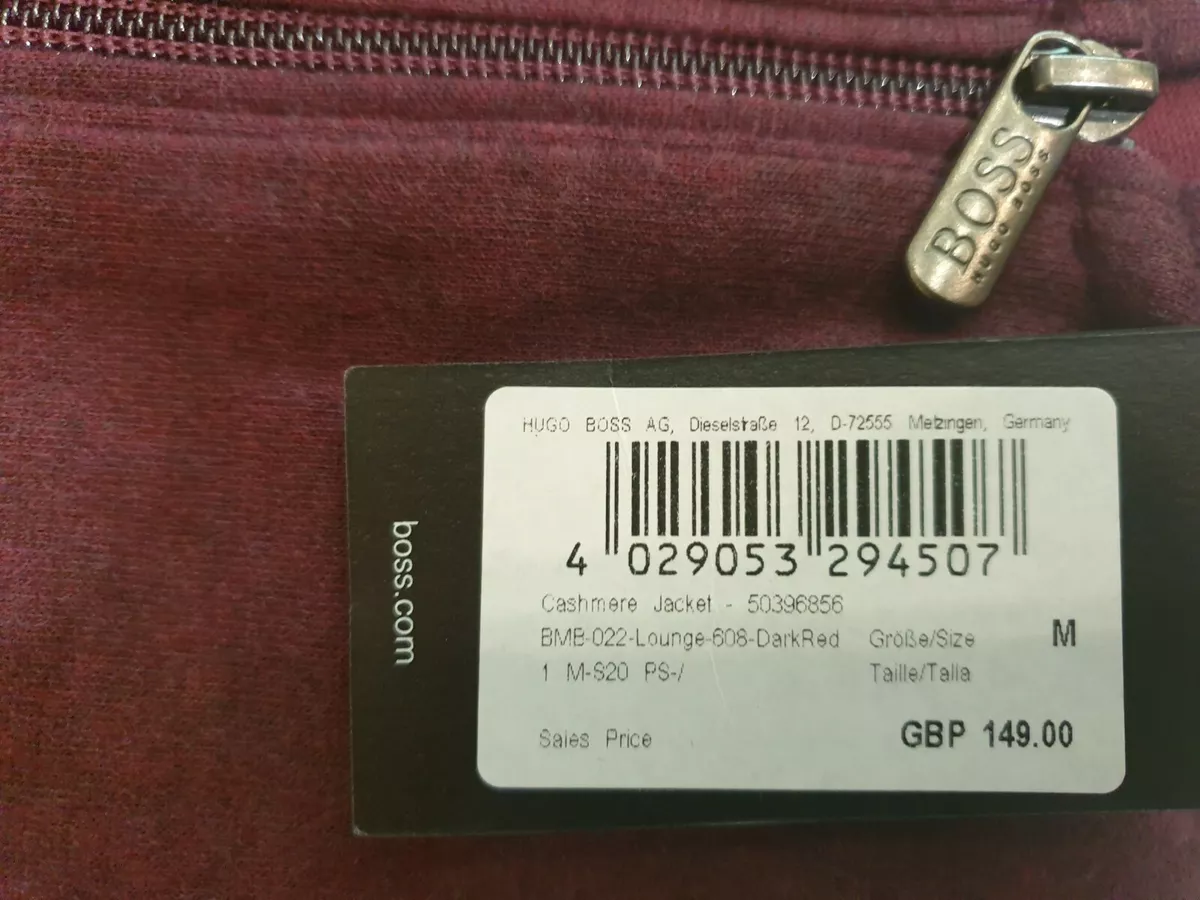 BOSS
HUGO BOSS
boss.com
HUGO BOSS AG, Dieselstraße 12, D-72555 Metzingen, Germany
4 029053 294507
Cashmere Jacket - 50396856
BMB-022-Lounge-608-DarkRed Größe/Size M
1 M-S20 PS-/ Taille/Talla
Sales Price GBP 149.00